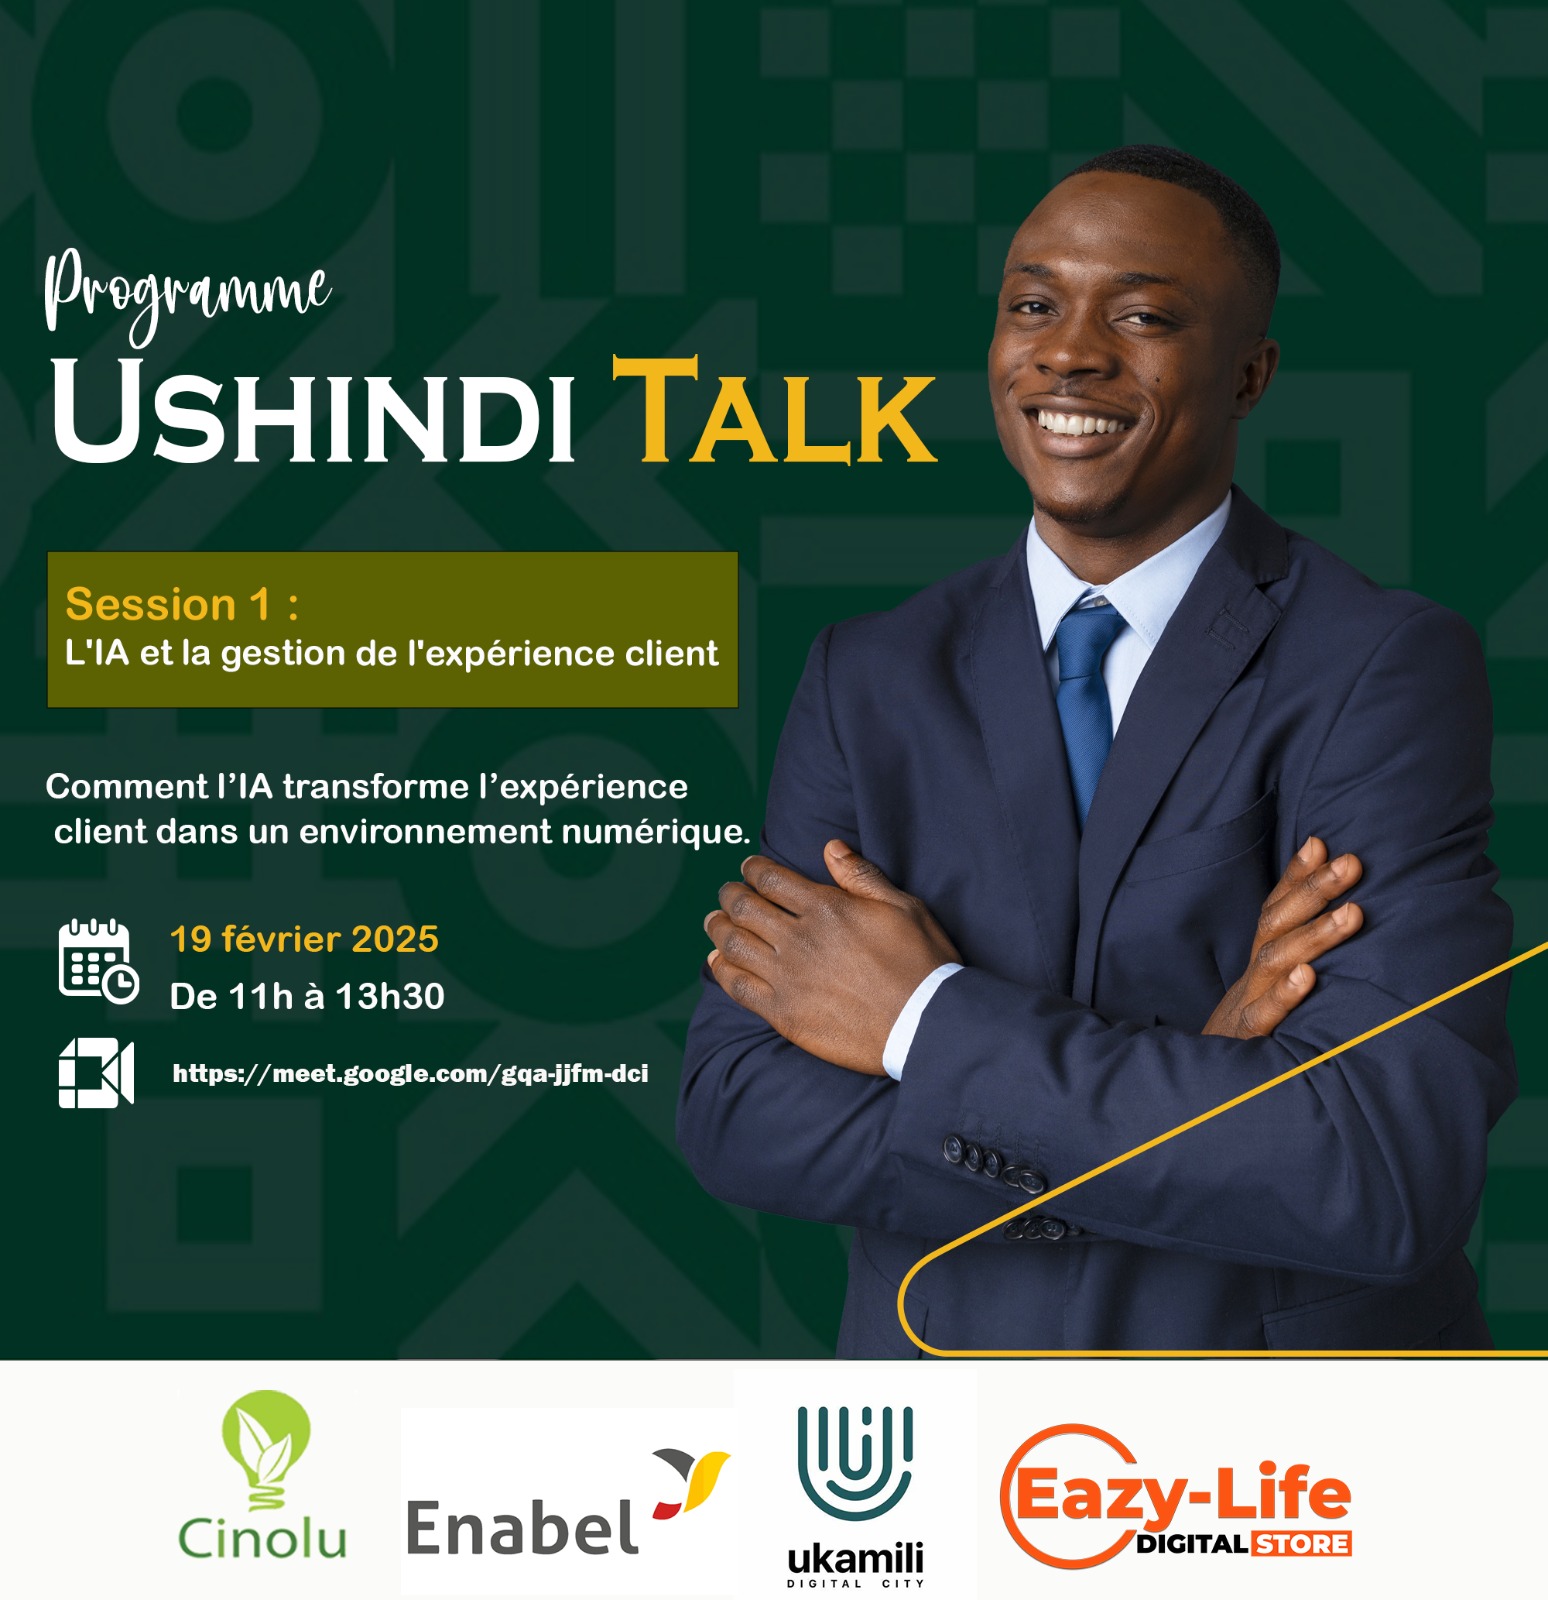 Programme
USHINDI TALK
Session 1 :
L'IA et la gestion de l'expérience client
Comment l’IA transforme l’expérience
client dans un environnement numérique.
19 février 2025
De 11h à 13h30
https://meet.google.com/gqa-jjfm-dci
Cinolu
Enabel
ukamili
DIGITAL CITY
Eazy-Life
DIGITAL STORE